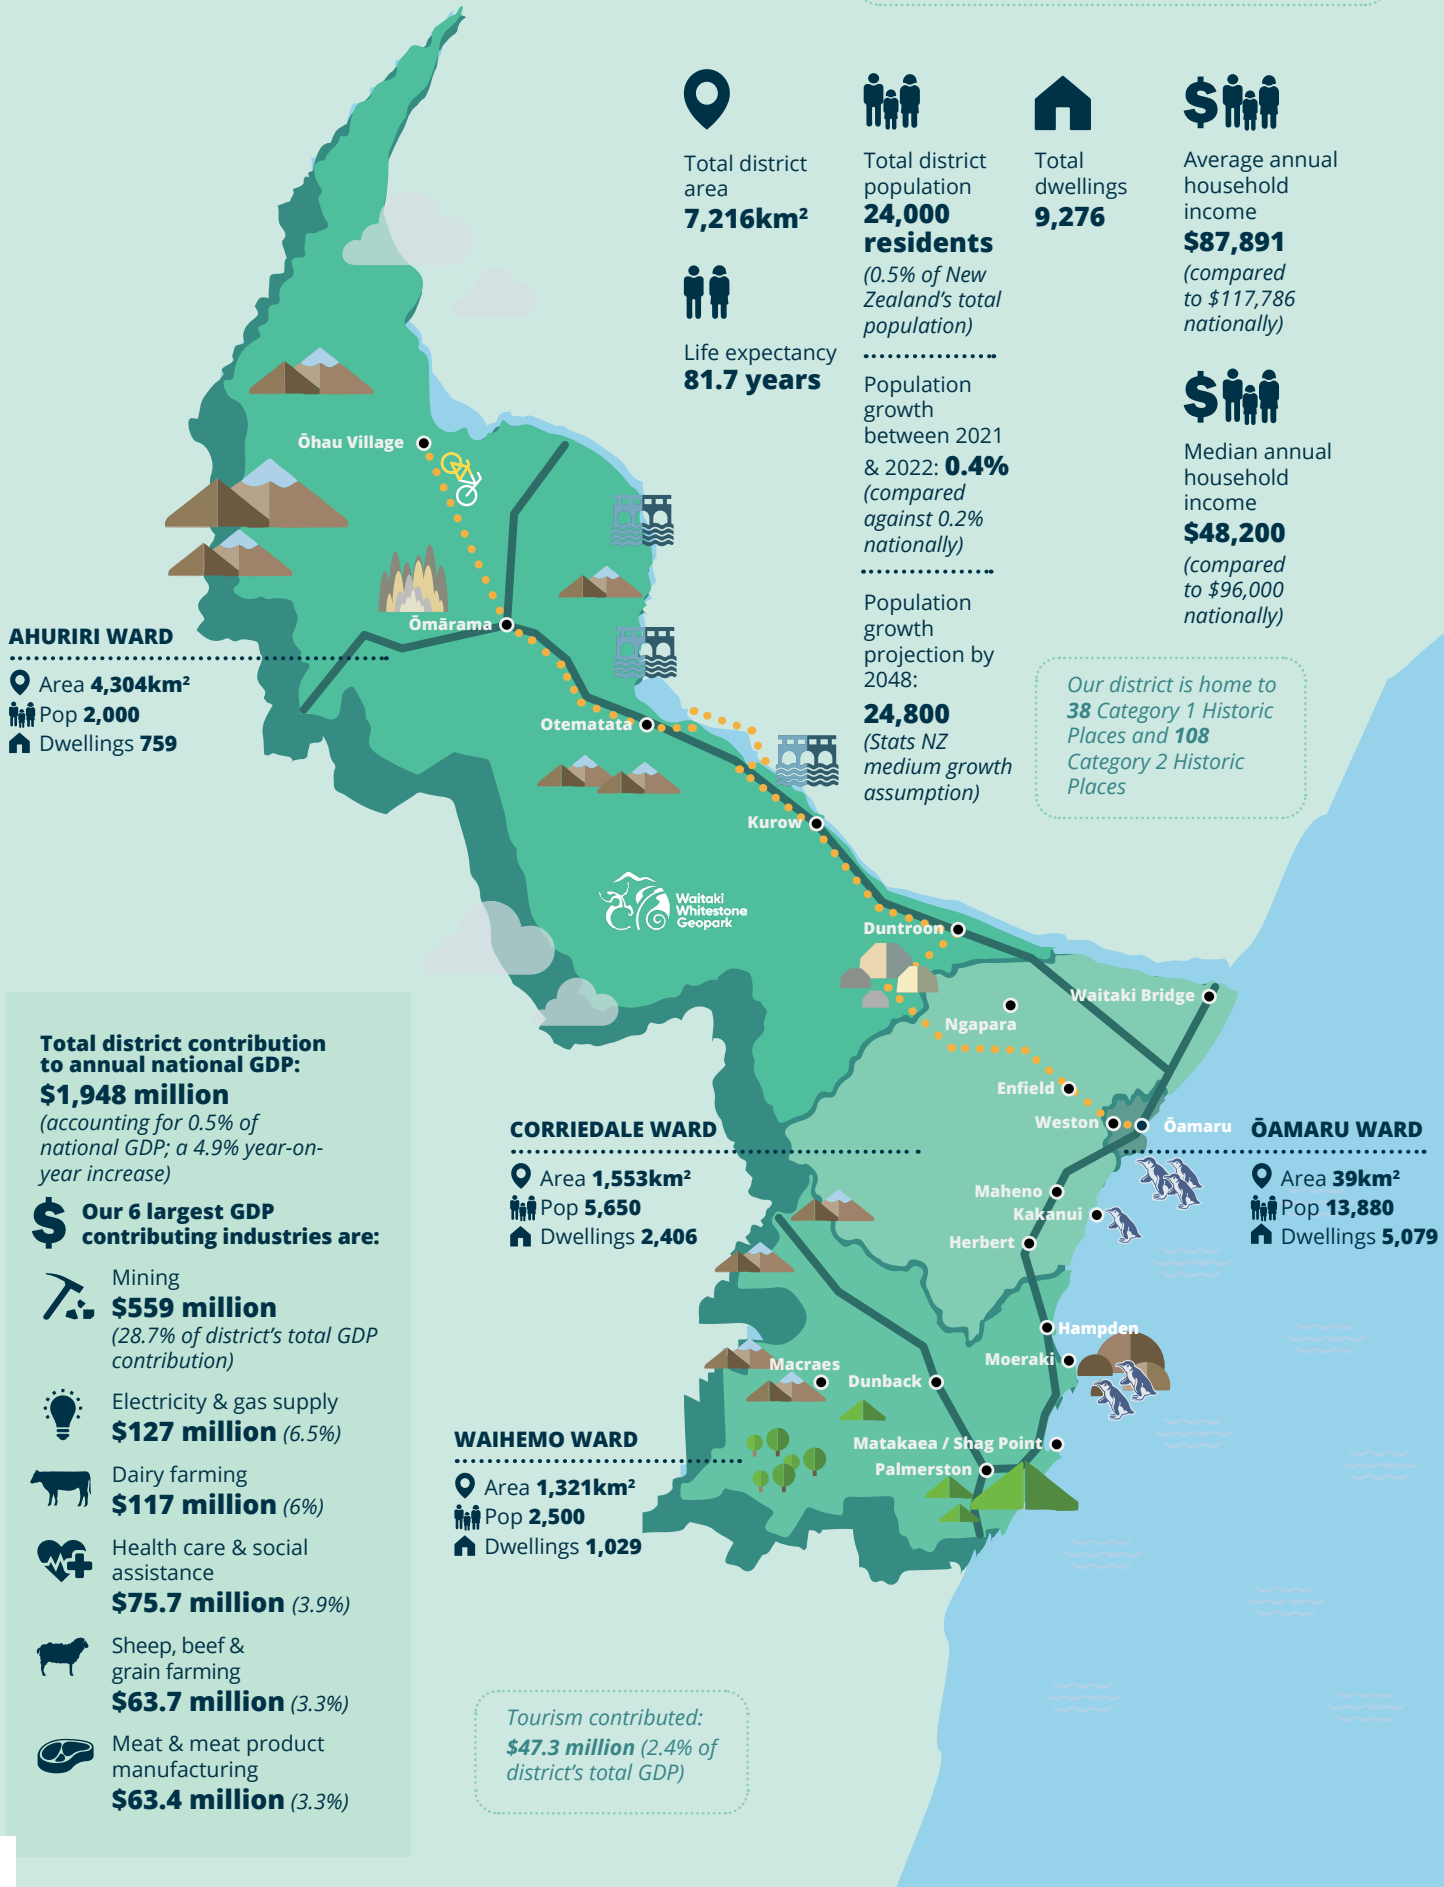 Total district
area
7,216km²
Life expectancy
81.7 years
Total district
population
24,000
residents
(0.5% of New
Zealand's total
population)
Population
growth
between 2021
& 2022: 0.4%
(compared
against 0.2%
nationally)
Population
growth
projection by
2048:
24,800
(Stats NZ
medium growth
assumption)
Total
dwellings
9,276
Average annual
household
income
$87,891
(compared
to $117,786
nationally)
Median annual
household
income
$48,200
(compared
to $96,000
nationally)
Our district is home to
38 Category 1 Historic
Places and 108
Category 2 Historic
Places
Ōhau Village
Ōmārama
AHURIRI WARD
Area 4,304km²
Pop 2,000
Dwellings 759
Otematata
Kurow
Waitaki
Whitestone
Geopark
Duntroon
Waitaki Bridge
Ngapara
Enfield
Weston
Ōamaru
CORRIEDALE WARD
Area 1,553km²
Pop 5,650
Dwellings 2,406
ŌAMARU WARD
Area 39km²
Pop 13,880
Dwellings 5,079
Maheno
Kakanui
Herbert
Hampden
Moeraki
Macraes
Dunback
Matakaea / Shag Point
Palmerston
WAIHEMO WARD
Area 1,321km²
Pop 2,500
Dwellings 1,029
Total district contribution
to annual national GDP:
$1,948 million
(accounting for 0.5% of
national GDP; a 4.9% year-on-
year increase)
Our 6 largest GDP
contributing industries are:
Mining
$559 million
(28.7% of district's total GDP
contribution)
Electricity & gas supply
$127 million (6.5%)
Dairy farming
$117 million (6%)
Health care & social
assistance
$75.7 million (3.9%)
Sheep, beef &
grain farming
$63.7 million (3.3%)
Meat & meat product
manufacturing
$63.4 million (3.3%)
Tourism contributed:
$47.3 million (2.4% of
district's total GDP)